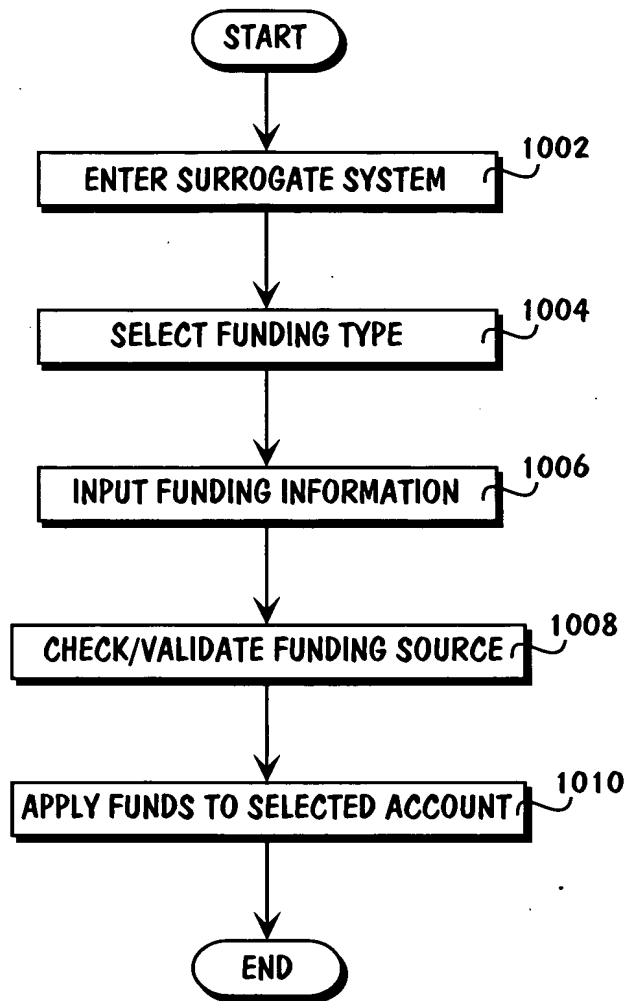 START
ENTER SURROGATE SYSTEM
1002
SELECT FUNDING TYPE
1004
INPUT FUNDING INFORMATION
1006
CHECK/VALIDATE FUNDING SOURCE
1008
APPLY FUNDS TO SELECTED ACCOUNT
1010
END